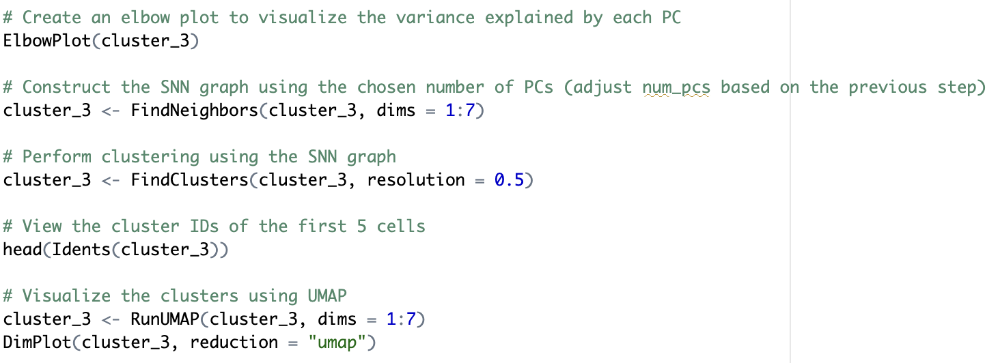 # Create an elbow plot to visualize the variance explained by each PC
ElbowPlot(cluster_3)
# Construct the SNN graph using the chosen number of PCs (adjust num_pcs based on the previous step)
cluster_3 <- FindNeighbors(cluster_3, dims = 1:7)
# Perform clustering using the SNN graph
cluster_3 <- FindClusters(cluster_3, resolution = 0.5)
# View the cluster IDs of the first 5 cells
head(Idents(cluster_3))
# Visualize the clusters using UMAP
cluster_3 <- RunUMAP(cluster_3, dims = 1:7)
DimPlot(cluster_3, reduction = "umap")